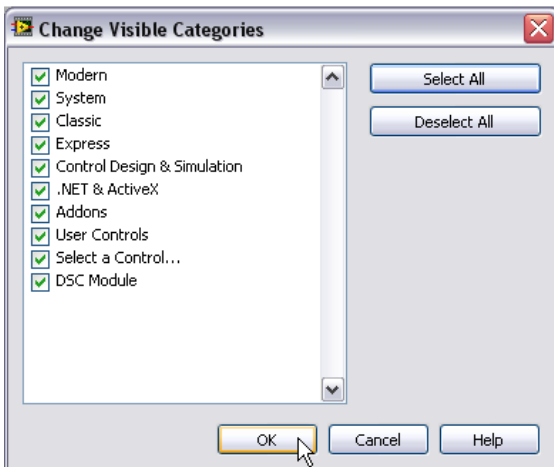 Change Visible Categories
Modern
System
Classic
Express
Control Design & Simulation
.NET & ActiveX
Addons
User Controls
Select a Control...
DSC Module
Select All
Deselect All
OK
Cancel
Help